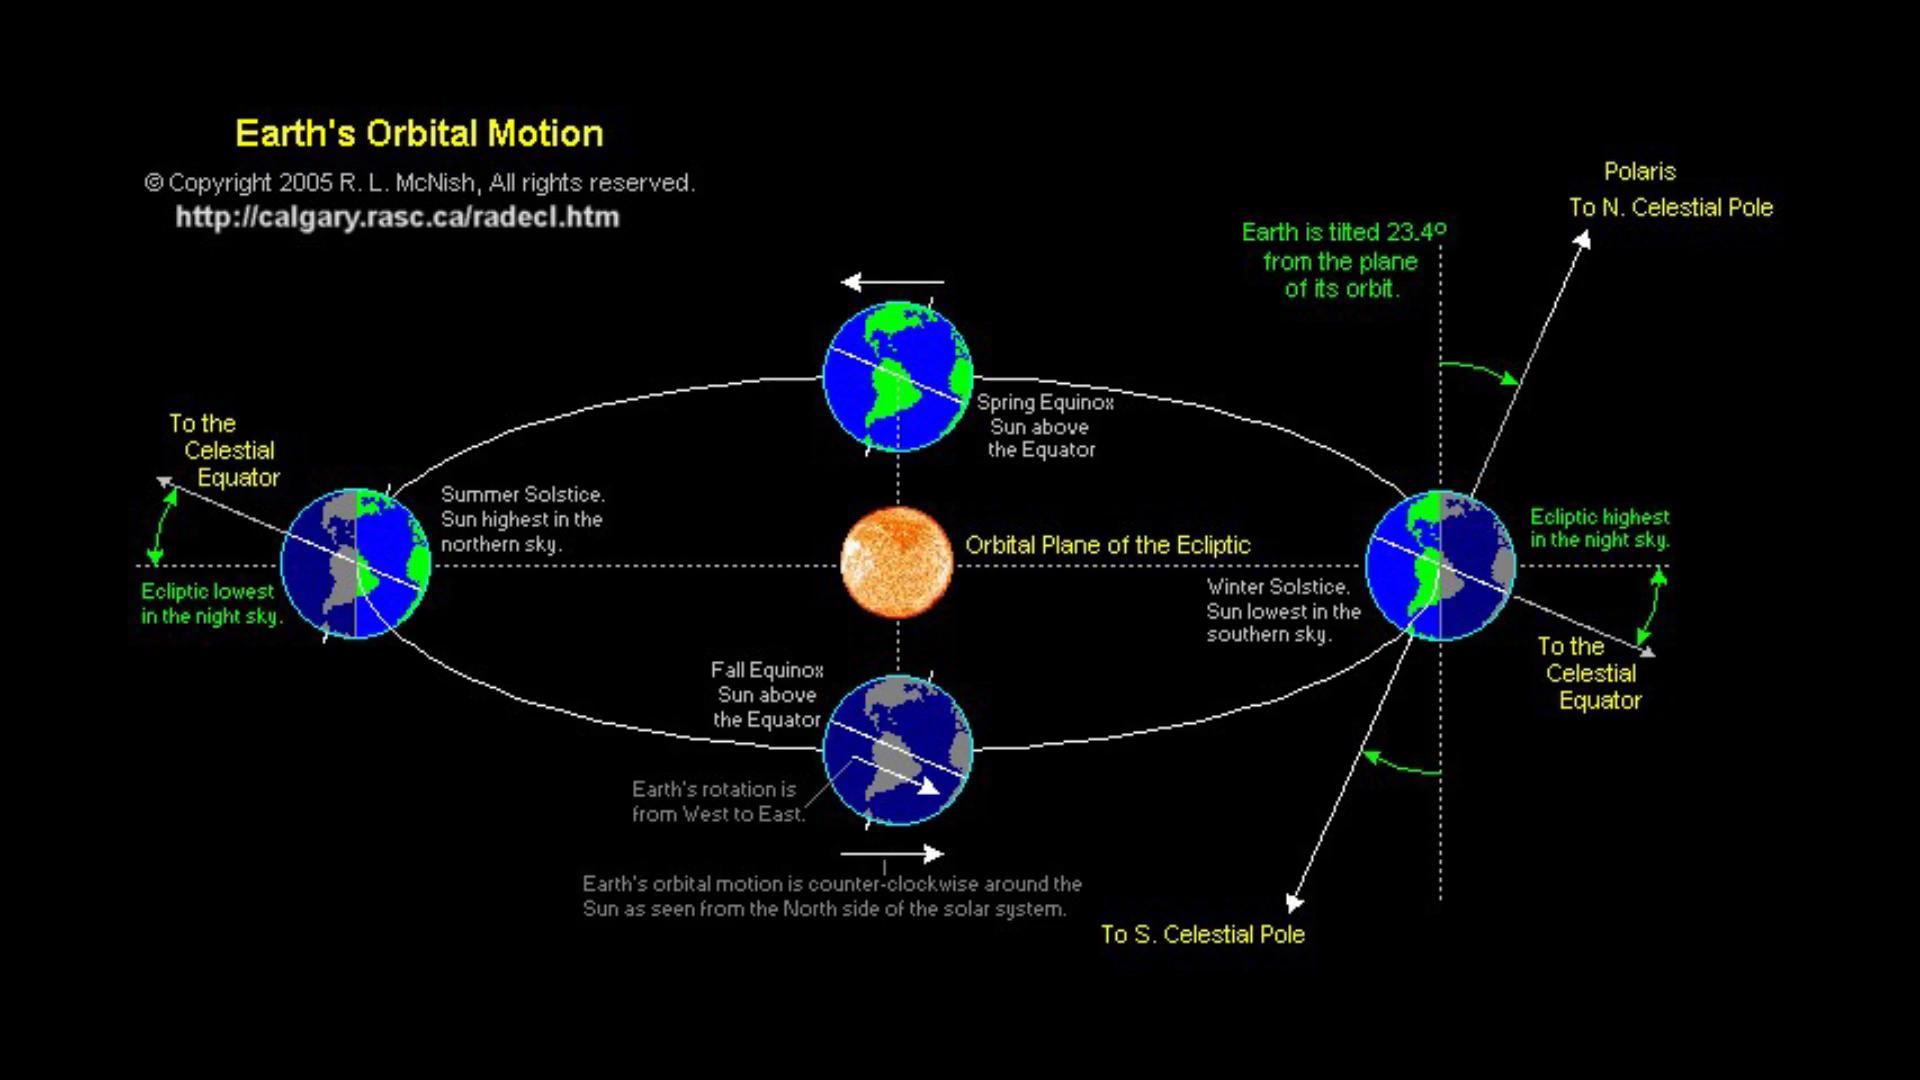 Earth's Orbital Motion
© Copyright 2005 R. L. McNish, All rights reserved.
http://calgary.rasc.ca/radecl.htm
Polaris
To N. Celestial Pole
Earth is tilted 23.4º
from the plane
of its orbit.
Spring Equinox
Sun above
the Equator
To the
Celestial
Equator
Summer Solstice.
Sun highest in the
northern sky.
Ecliptic lowest
in the night sky.
Orbital Plane of the Ecliptic
Ecliptic highest
in the night sky.
Winter Solstice.
Sun lowest in the
southern sky.
To the
Celestial
Equator
Fall Equinox
Sun above
the Equator
Earth's rotation is
from West to East.
Earth's orbital motion is counter-clockwise around the
Sun as seen from the North side of the solar system.
To S. Celestial Pole